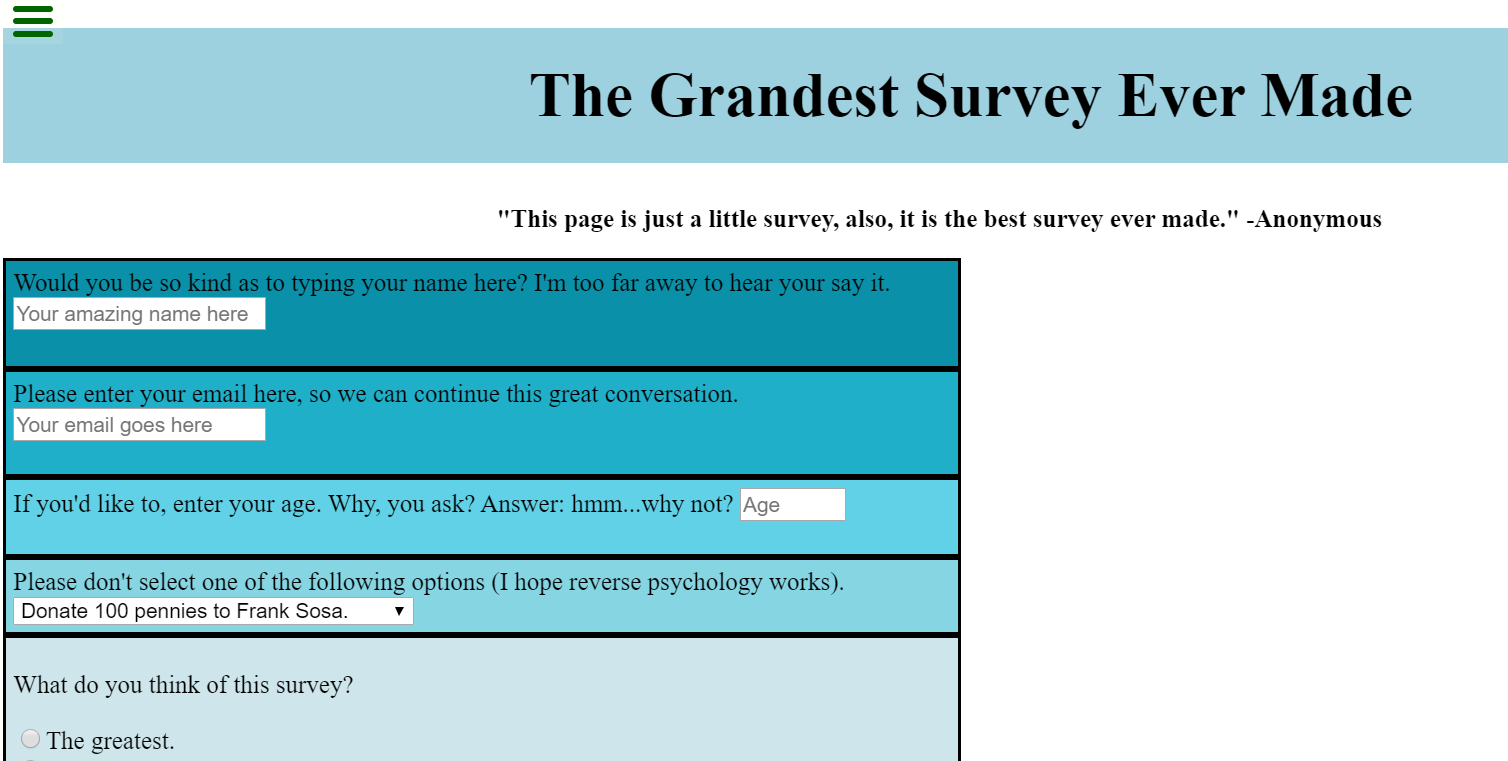 The Grandest Survey Ever Made
"This page is just a little survey, also, it is the best survey ever made." -Anonymous
Would you be so kind as to typing your name here? I'm too far away to hear your say it.
Your amazing name here
Please enter your email here, so we can continue this great conversation.
Your email goes here
If you'd like to, enter your age. Why, you ask? Answer: hmm...why not? Age
Please don't select one of the following options (I hope reverse psychology works).
Donate 100 pennies to Frank Sosa.
What do you think of this survey?
The greatest.